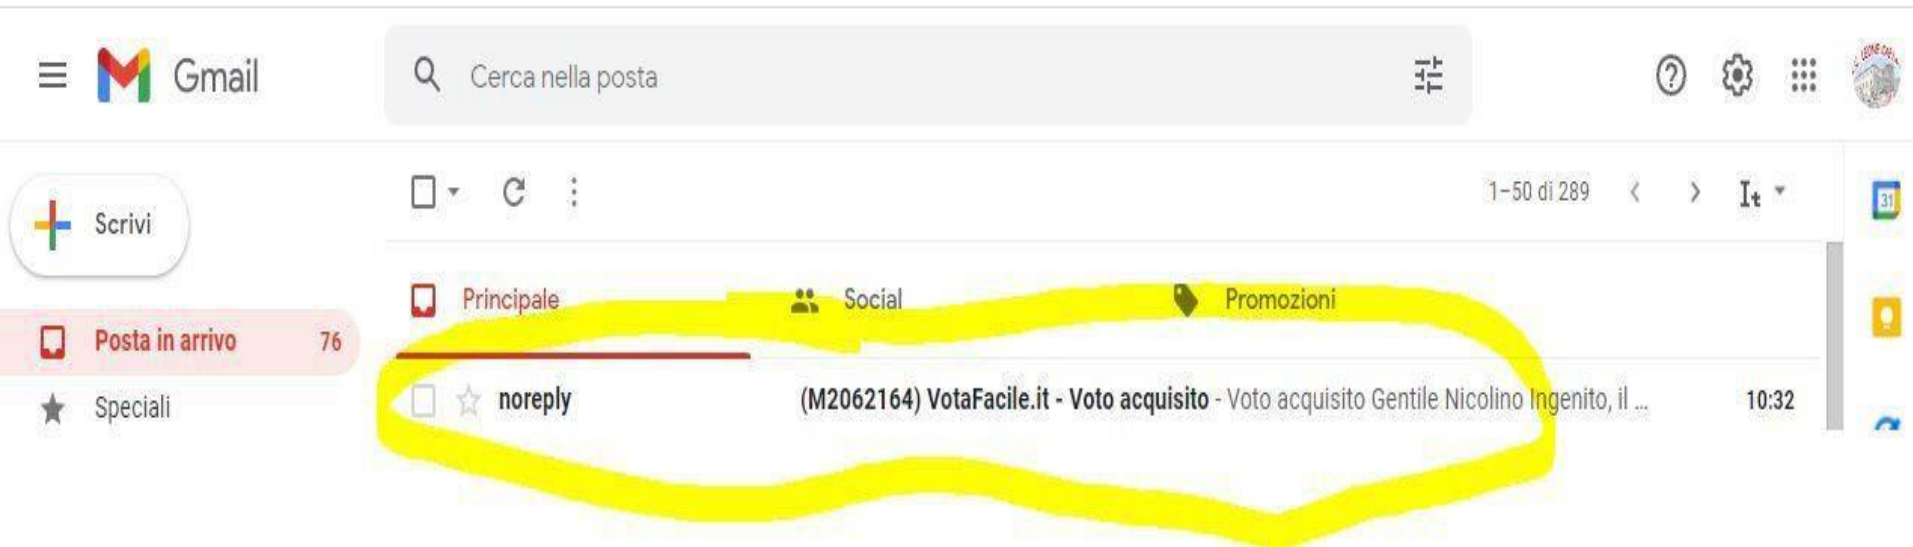 Gmail
Cerca nella posta
Scrivi
1–50 di 289
31
Principale
Social
Promozioni
Posta in arrivo 76
noreply (M2062164) VotaFacile.it - Voto acquisito - Voto acquisito Gentile Nicolino Ingenito, il ... 10:32
Speciali